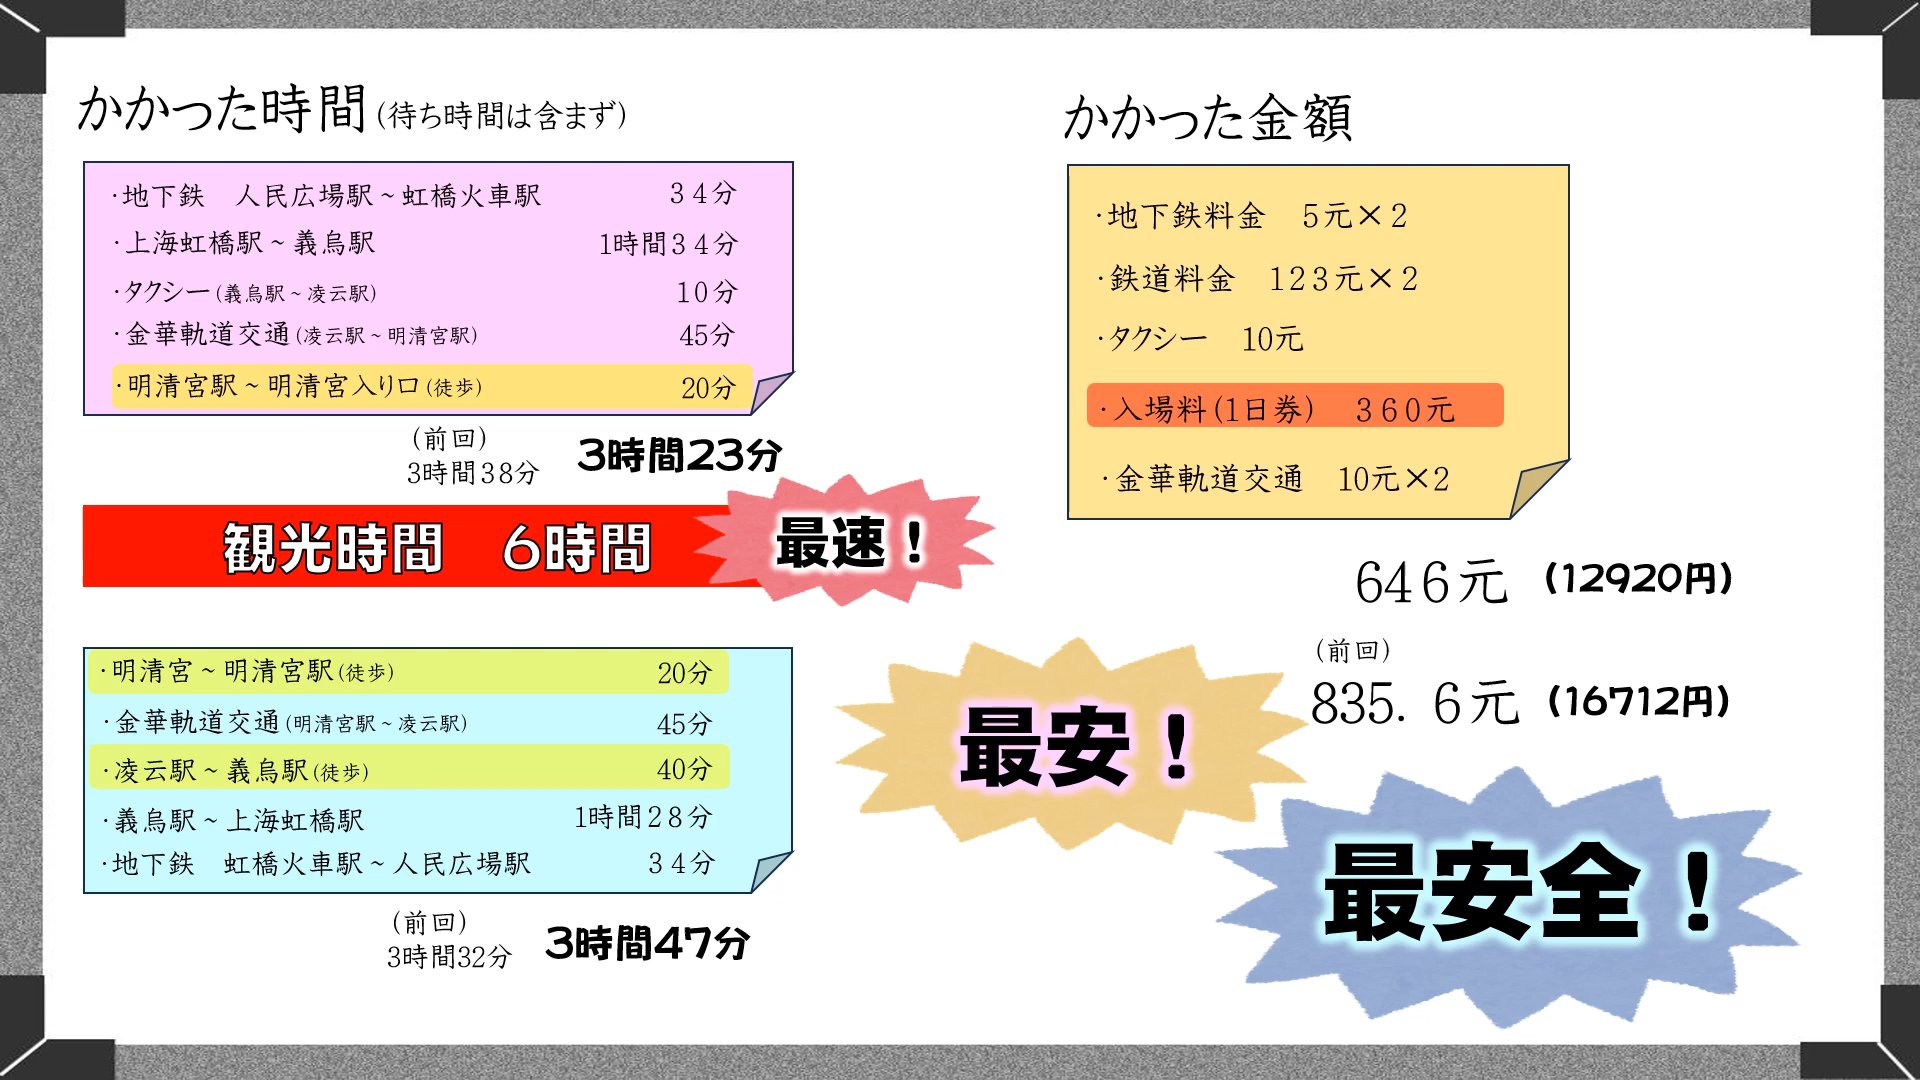 かかった時間(待ち時間は含まず)
・地下鉄　人民広場駅～虹橋火車駅　３４分
・上海虹橋駅～義烏駅　1時間３４分
・タクシー(義烏駅～凌云駅)　１０分
・金華軌道交通(凌云駅～明清宮駅)　45分
・明清宮駅～明清宮入り口(徒歩)　20分
(前回)
3時間３8分
3時間23分
観光時間　６時間
最速！
・明清宮～明清宮駅(徒歩)　20分
・金華軌道交通(明清宮駅～凌云駅)　45分
・凌云駅～義烏駅(徒歩)　40分
・義烏駅～上海虹橋駅　1時間２８分
・地下鉄　虹橋火車駅～人民広場駅　３４分
(前回)
3時間32分
3時間47分
かかった金額
・地下鉄料金　５元×２
・鉄道料金　１２３元×２
・タクシー　10元
・入場料(1日券)　３６０元
・金華軌道交通　10元×2
646元　(12920円)
(前回)
835.６元　(16712円)
最安！
最安全！